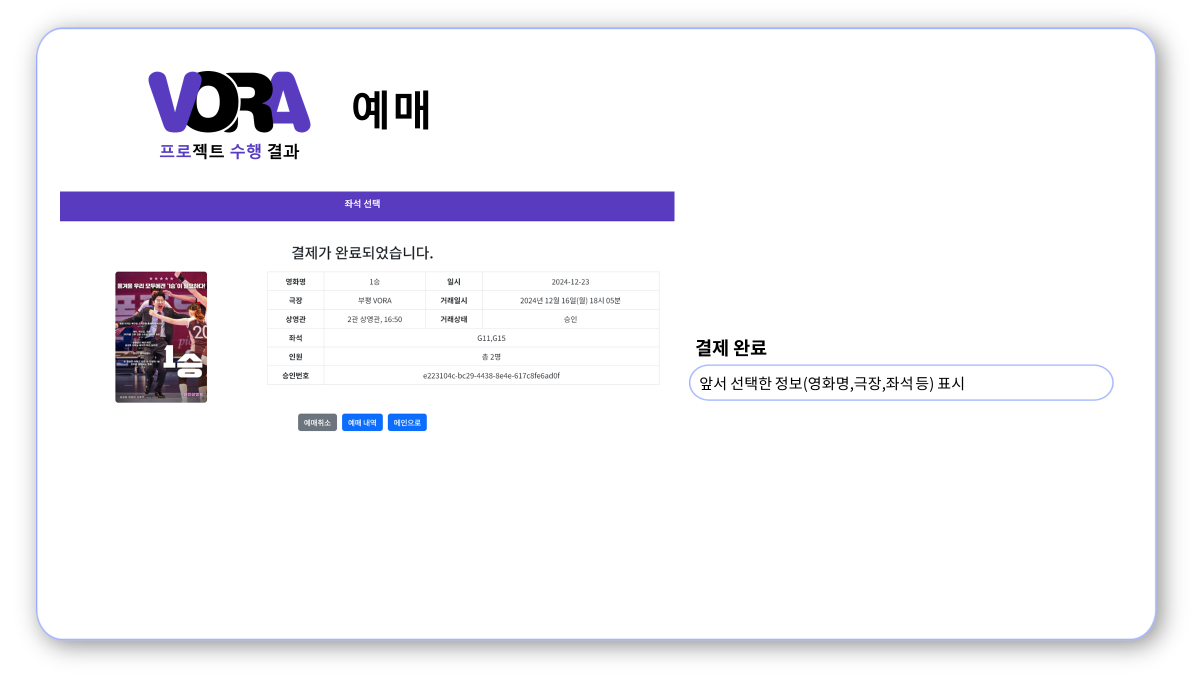 VORA
예매
프로젝트 수행 결과
좌석 선택
결제가 완료되었습니다.
영화명 1승 일시 2024-12-23
극장 부평 VORA 거래일시 2024년 12월 16일(월) 18시 05분
상영관 2관 상영관, 16:50 거래상태 승인
좌석 G11,G15
인원 총 2명
승인번호 e223104c-bc29-4438-8e4e-617c8fe6ad0f
1승
20
예매취소 예매 내역 메인으로
결제 완료
앞서 선택한 정보(영화명,극장,좌석 등) 표시